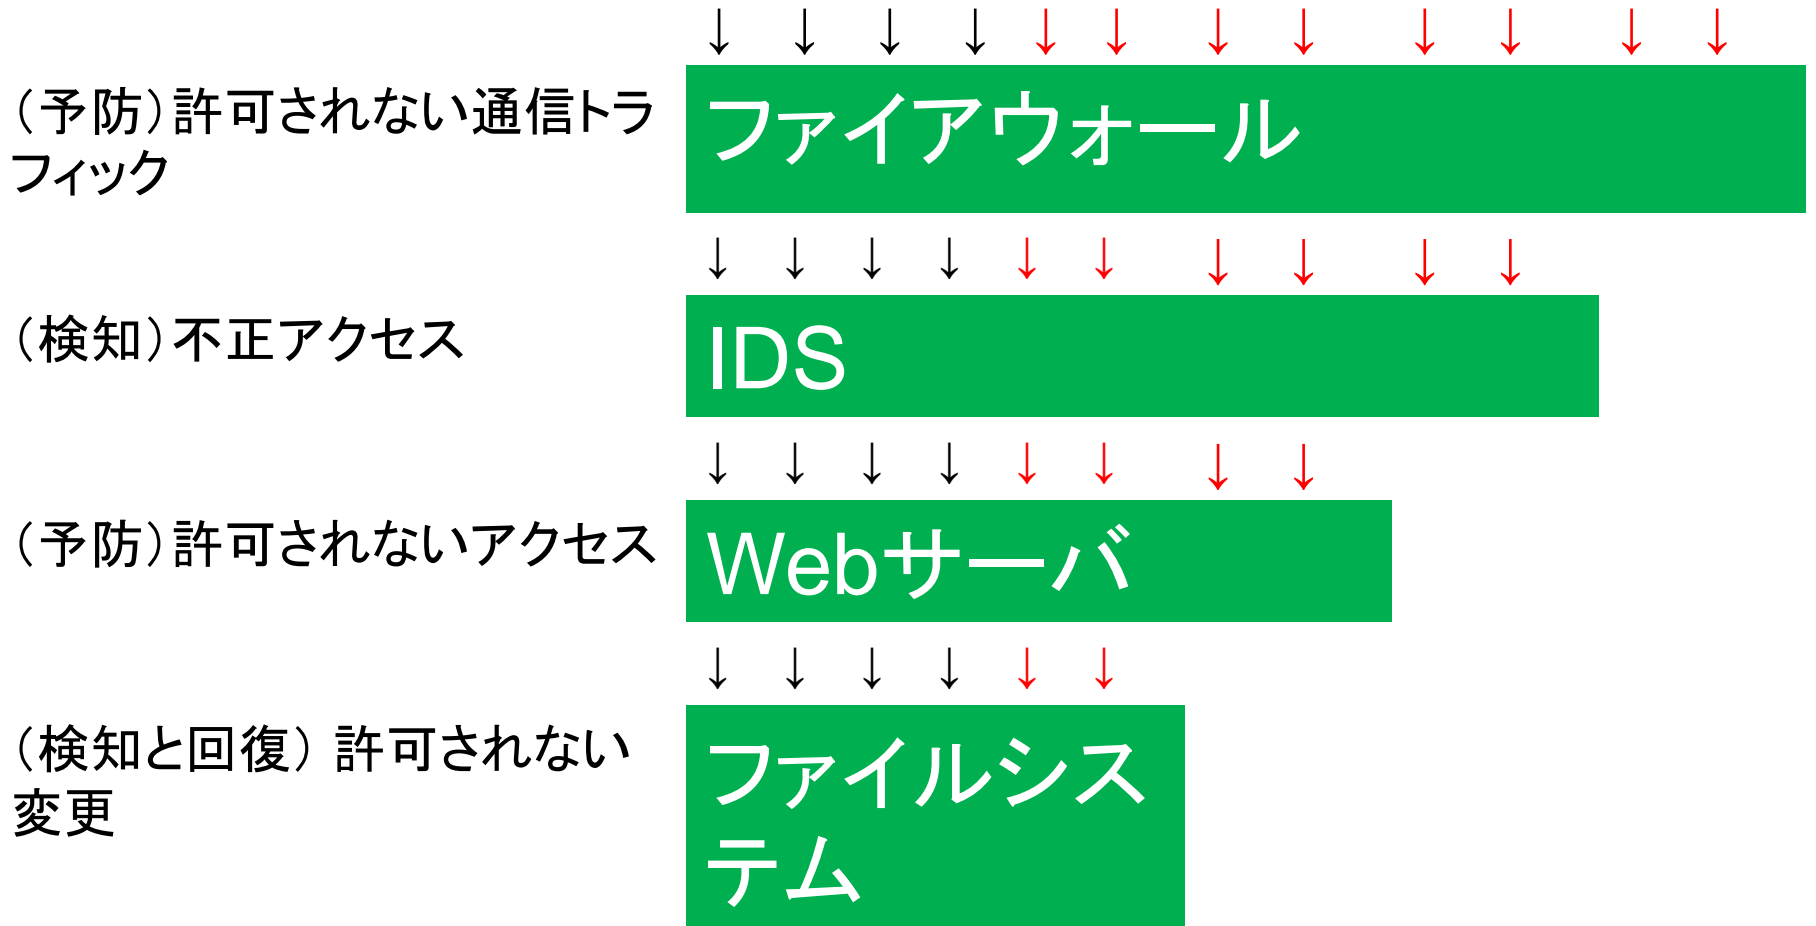 ↓ ↓ ↓ ↓ ↓ ↓ ↓ ↓ ↓ ↓ ↓ ↓
（予防）許可されない通信トラ
フィック
ファイアウォール
↓ ↓ ↓ ↓ ↓ ↓ ↓ ↓ ↓ ↓
（検知）不正アクセス
IDS
↓ ↓ ↓ ↓ ↓ ↓ ↓ ↓
（予防）許可されないアクセス
Webサーバ
↓ ↓ ↓ ↓ ↓ ↓
（検知と回復） 許可されない
変更
ファイルシス
テム